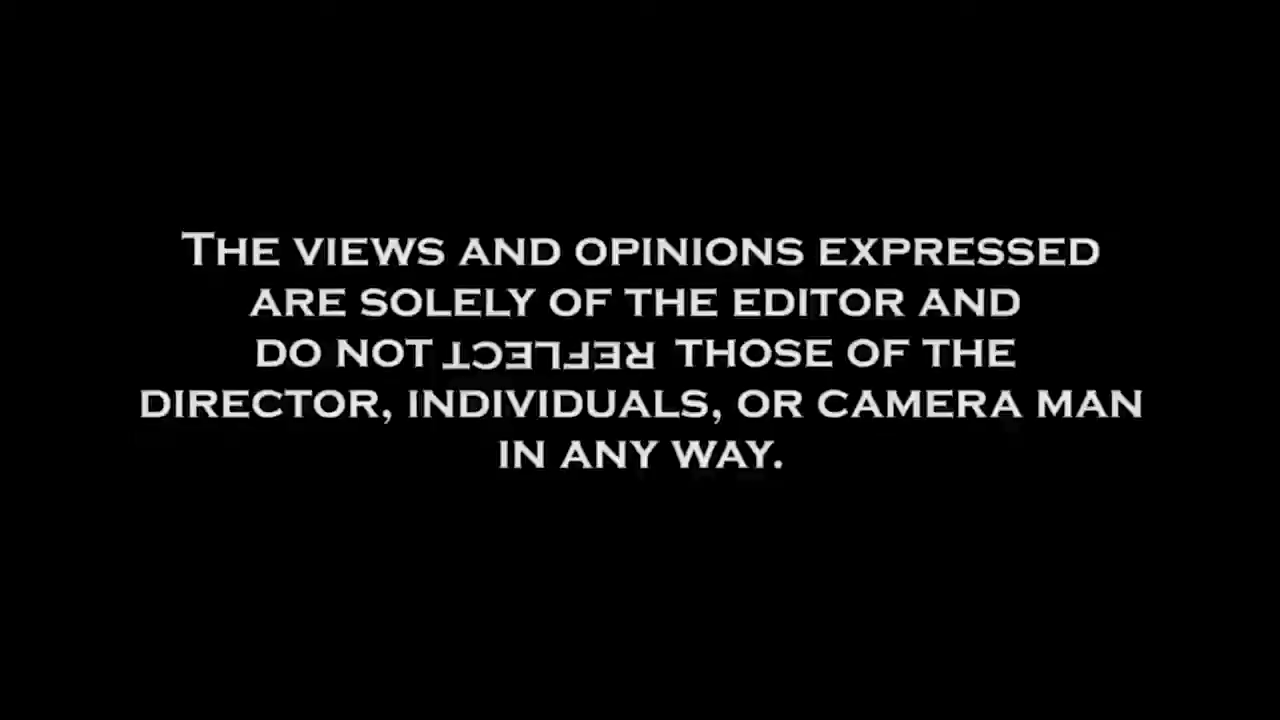 THE VIEWS AND OPINIONS EXPRESSED
ARE SOLELY OF THE EDITOR AND
DO NOT REFLECT THOSE OF THE
DIRECTOR, INDIVIDUALS, OR CAMERA MAN
IN ANY WAY.